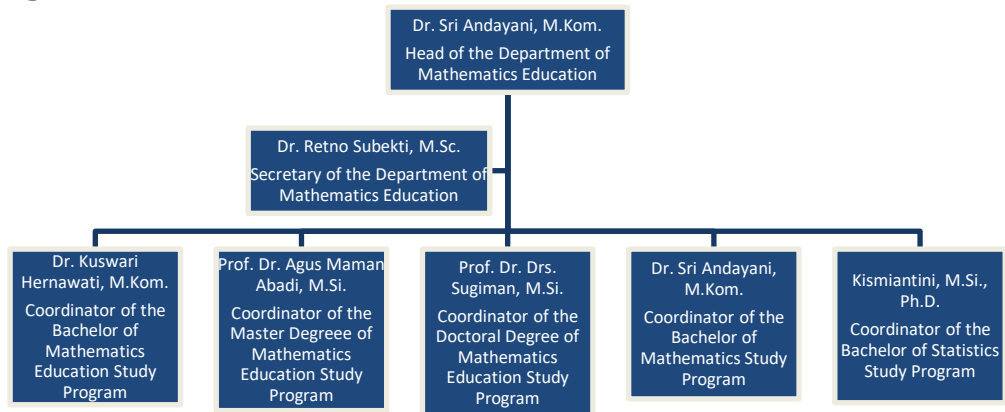 Dr. Sri Andayani, M.Kom.
Head of the Department of
Mathematics Education
Dr. Retno Subekti, M.Sc.
Secretary of the Department of
Mathematics Education
Dr. Kuswari
Hernawati, M.Kom.
Coordinator of the
Bachelor of
Mathematics
Education Study
Program
Prof. Dr. Agus Maman
Abadi, M.Si.
Coordinator of the
Master Degreee of
Mathematics
Education Study
Program
Prof. Dr. Drs.
Sugiman, M.Si.
Coordinator of the
Doctoral Degree of
Mathematics
Education Study
Program
Dr. Sri Andayani,
M.Kom.
Coordinator of the
Bachelor of
Mathematics Study
Program
Kismiantini, M.Si.,
Ph.D.
Coordinator of the
Bachelor of Statistics
Study Program